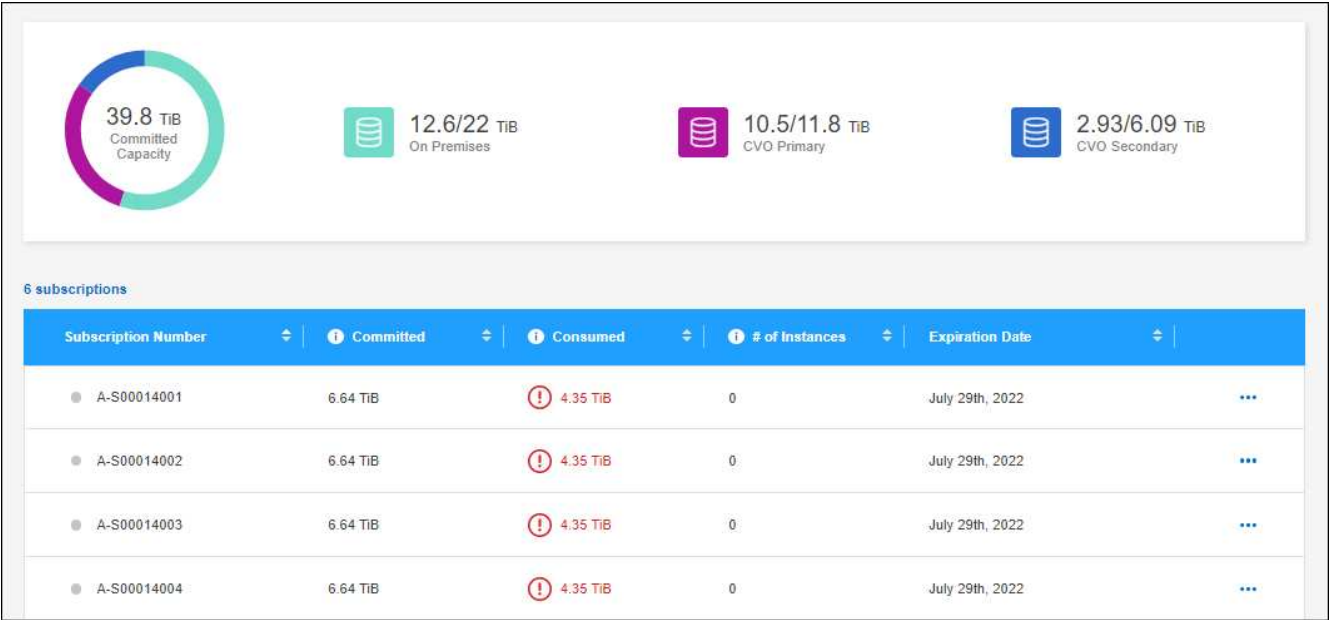 39.8 TiB
Committed
Capacity
12.6/22 TiB
On Premises
10.5/11.8 TiB
CVO Primary
2.93/6.09 TiB
CVO Secondary
6 subscriptions
Subscription Number Committed Consumed # of Instances Expiration Date
A-S00014001 6.64 TiB 4.35 TiB 0 July 29th, 2022
A-S00014002 6.64 TiB 4.35 TiB 0 July 29th, 2022
A-S00014003 6.64 TiB 4.35 TiB 0 July 29th, 2022
A-S00014004 6.64 TiB 4.35 TiB 0 July 29th, 2022